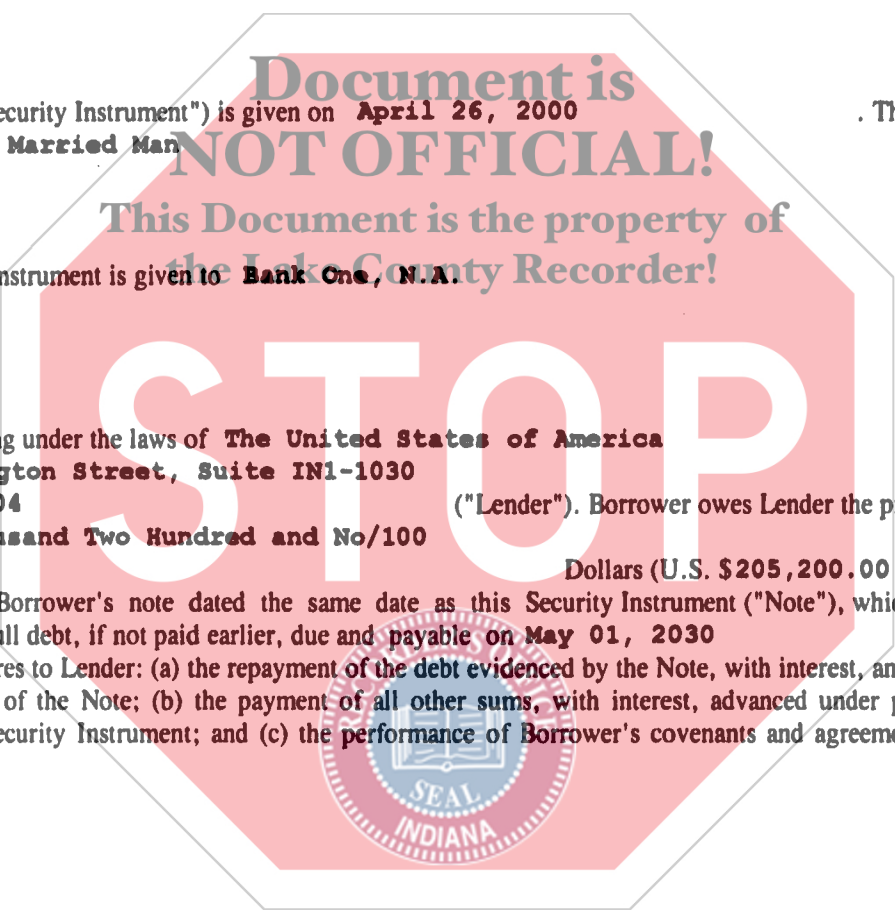 Document is
ecurity Instrument") is given on April 26, 2000 . Th
Married Man
NOT OFFICIAL!
This Document is the property of
the Lake County Recorder!
nstrument is given to Bank One, N.A.
STOP
ng under the laws of The United States of America
gton Street, Suite IN1-1030
04 ("Lender"). Borrower owes Lender the p
usand Two Hundred and No/100
Dollars (U.S. $205,200.00
Borrower's note dated the same date as this Security Instrument ("Note"), whic
ull debt, if not paid earlier, due and payable on May 01, 2030
res to Lender: (a) the repayment of the debt evidenced by the Note, with interest, an
of the Note; (b) the payment of all other sums, with interest, advanced under p
ecurity Instrument; and (c) the performance of Borrower's covenants and agreeme
SEAL
INDIANA